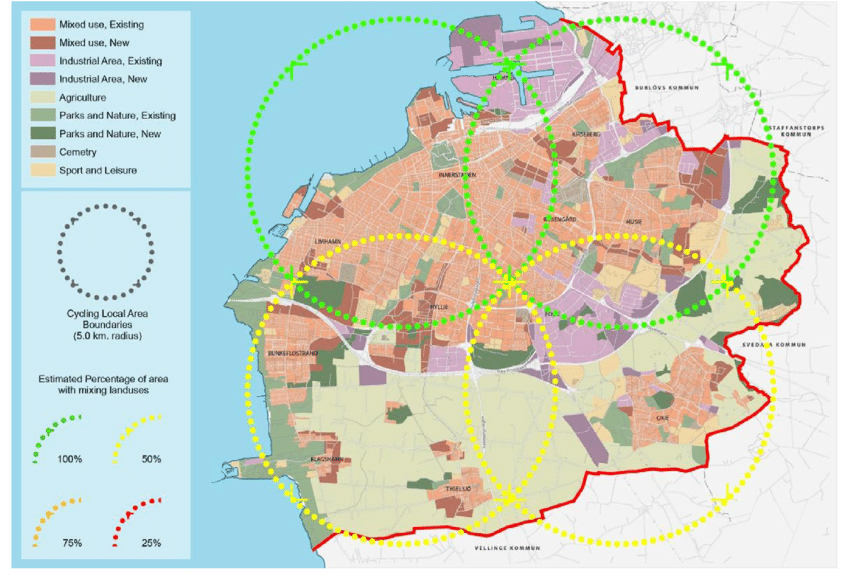 Mixed use, Existing
Mixed use, New
Industrial Area, Existing
Industrial Area, New
Agriculture
Parks and Nature, Existing
Parks and Nature, New
Cemetry
Sport and Leisure
Cycling Local Area
Boundaries
(5.0 km. radius)
Estimated Percentage of area
with mixing landuses
100%
50%
75%
25%
BURLÖVS KOMMUN
STAFFANSTORPS
KOMMUN
KIRSEBERG
INNERSTADEN
ROSENGÅRD
HUSIE
LIMHAMN
HYLLIE
BUNKEFLOSTRAND
SVEDALA KOMMUN
OXIE
KLAGSHAMN
TYGELSJÖ
VELLINGE KOMMUN